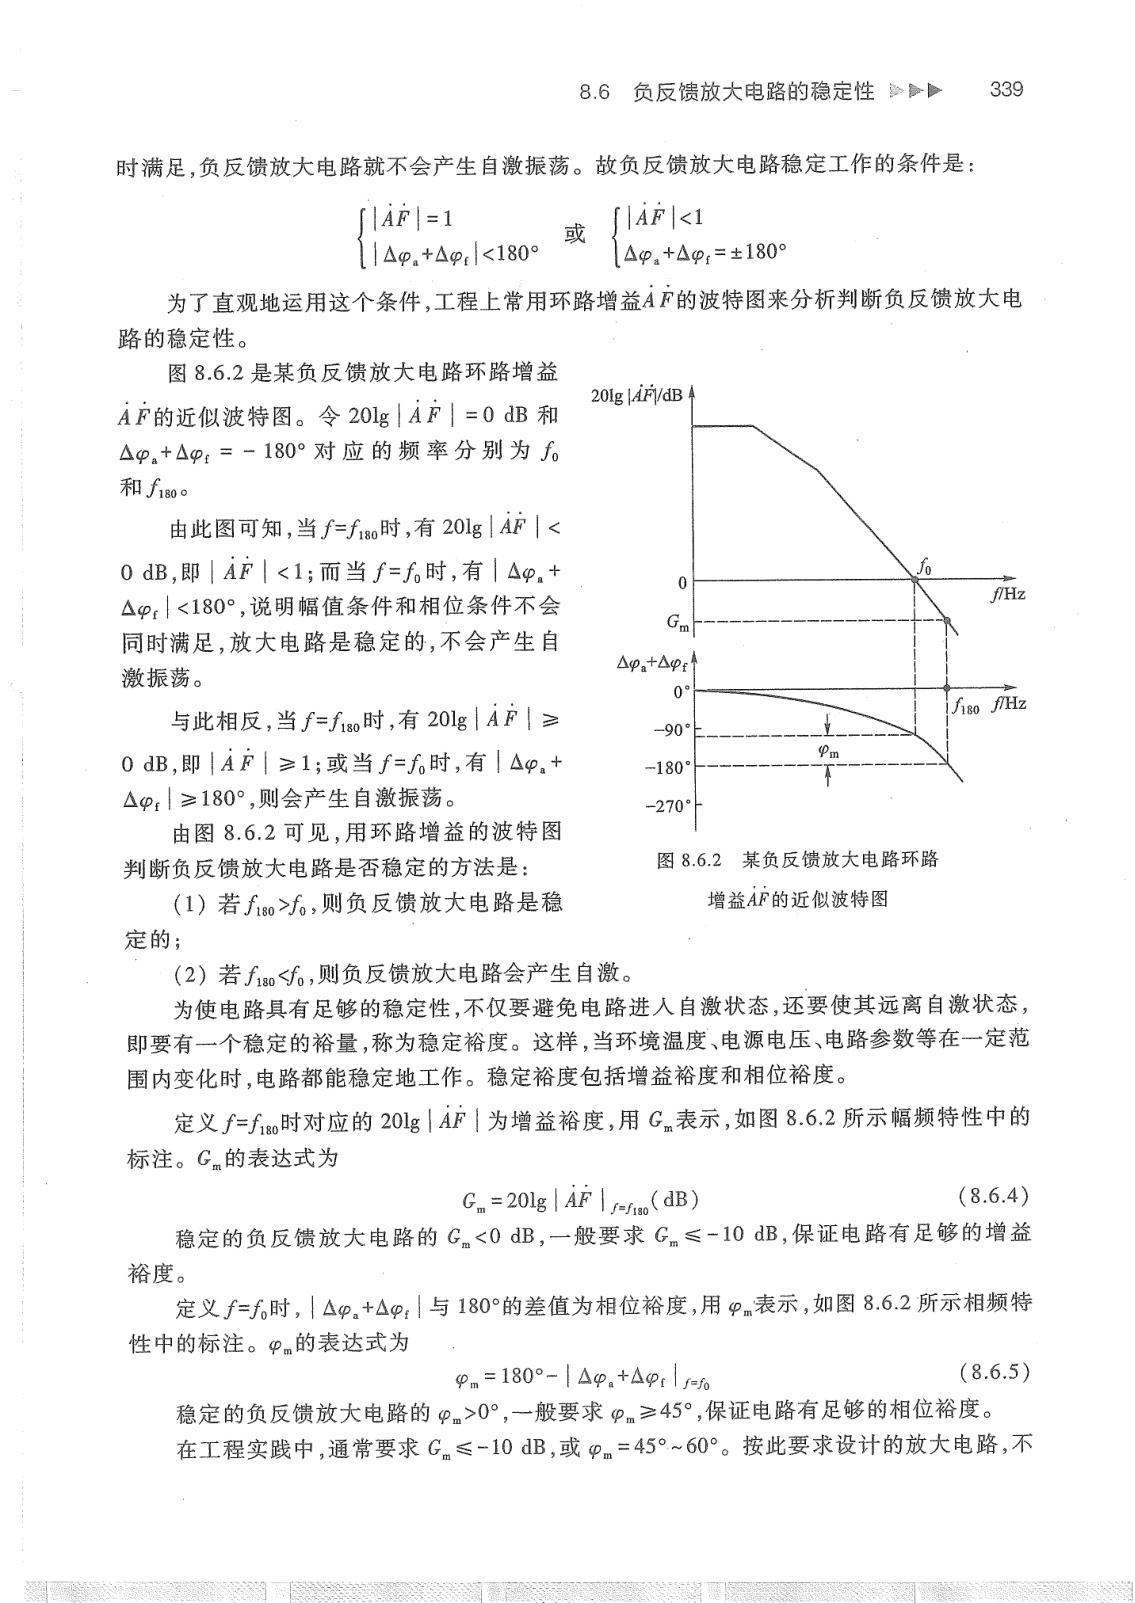 8.6 负反馈放大电路的稳定性 339
时满足,负反馈放大电路就不会产生自激振荡。故负反馈放大电路稳定工作的条件是:
{|ȦḞ|=1 |Δφₐ+Δφ_f|<180° 或 {|ȦḞ|<1 Δφₐ+Δφ_f=±180°
为了直观地运用这个条件,工程上常用环路增益ȦḞ的波特图来分析判断负反馈放大电
路的稳定性。
图 8.6.2 是某负反馈放大电路环路增益
ȦḞ的近似波特图。令 20lg|ȦḞ|=0 dB 和
Δφₐ+Δφ_f = - 180° 对应的频率分别为 f₀
和 f₁₈₀。
由此图可知,当 f=f₁₈₀时,有 20lg|ȦḞ|<
0 dB,即|ȦḞ|<1;而当 f=f₀时,有|Δφₐ+
Δφ_f|<180°,说明幅值条件和相位条件不会
同时满足,放大电路是稳定的,不会产生自
激振荡。
与此相反,当 f=f₁₈₀时,有 20lg|ȦḞ|≥
0 dB,即|ȦḞ|≥1;或当 f=f₀时,有|Δφₐ+
Δφ_f|≥180°,则会产生自激振荡。
由图 8.6.2 可见,用环路增益的波特图
判断负反馈放大电路是否稳定的方法是:
(1) 若 f₁₈₀>f₀,则负反馈放大电路是稳
定的;
20lg|ȦḞ|/dB
f₀
0
f/Hz
Gₘ
Δφₐ+Δφ_f
0°
f₁₈₀ f/Hz
-90°
φₘ
-180°
-270°
图 8.6.2 某负反馈放大电路环路
增益ȦḞ的近似波特图
(2) 若 f₁₈₀<f₀,则负反馈放大电路会产生自激。
为使电路具有足够的稳定性,不仅要避免电路进入自激状态,还要使其远离自激状态,
即要有一个稳定的裕量,称为稳定裕度。这样,当环境温度、电源电压、电路参数等在一定范
围内变化时,电路都能稳定地工作。稳定裕度包括增益裕度和相位裕度。
定义 f=f₁₈₀时对应的 20lg|ȦḞ|为增益裕度,用 Gₘ表示,如图 8.6.2 所示幅频特性中的
标注。Gₘ的表达式为
Gₘ=20lg|ȦḞ|_{f=f₁₈₀}(dB) (8.6.4)
稳定的负反馈放大电路的 Gₘ<0 dB,一般要求 Gₘ≤-10 dB,保证电路有足够的增益
裕度。
定义 f=f₀时,|Δφₐ+Δφ_f|与 180°的差值为相位裕度,用 φₘ表示,如图 8.6.2 所示相频特
性中的标注。φₘ的表达式为
φₘ=180°-|Δφₐ+Δφ_f|_{f=f₀} (8.6.5)
稳定的负反馈放大电路的 φₘ>0°,一般要求 φₘ≥45°,保证电路有足够的相位裕度。
在工程实践中,通常要求 Gₘ≤-10 dB,或 φₘ=45°~60°。按此要求设计的放大电路,不